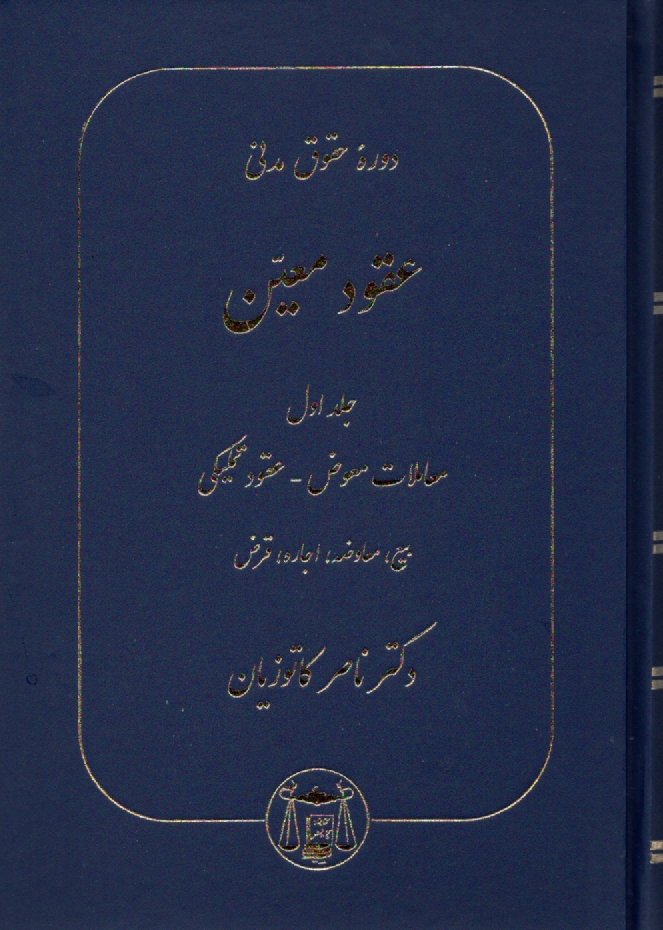 دورهٔ حقوق مدنی
عقود معین
جلد اول
معاملات معوض - عقود تملیکی
بیع، معاوضه، اجاره، قرض
دکتر ناصر کاتوزیان